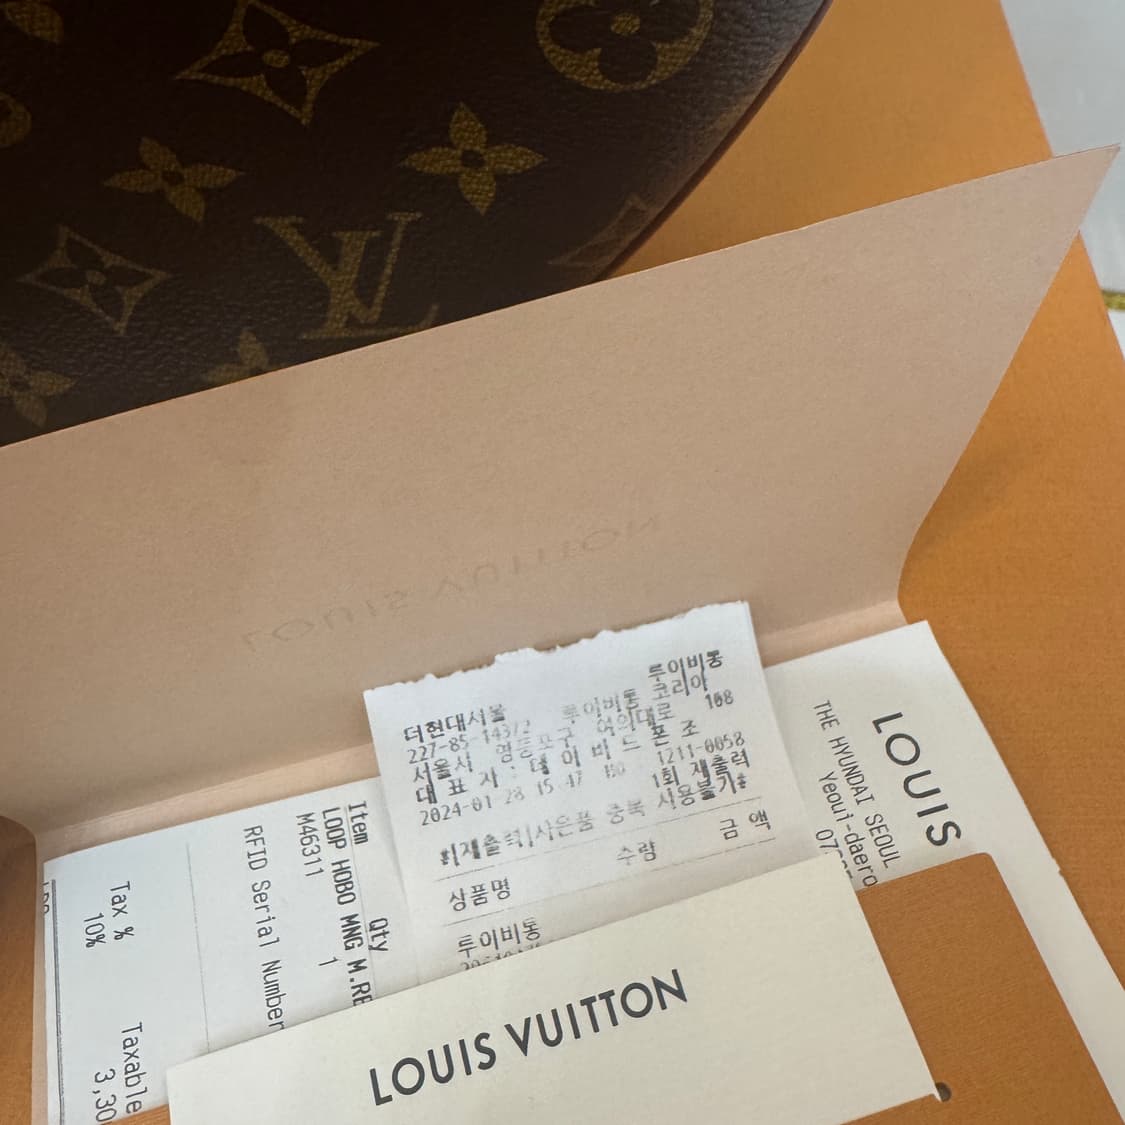 LV
LOUIS VUITTON
더현대서울 루이비통
루이비통 코리아
서울시 영등포구 여의대로 108
대 표 자 : 데 이 비 드 폰 조
2024-01-28 15 47 1211-0058
1회 재출력
#[재출력]사은품 중복 사용불가#
상품명 수량 금 액
루이비통
LOUIS
THE HYUNDAI SEOUL
Yeoui-daero
Item Qty
LOOP HOBO MNG M.RE 1
M46311
RFID Serial Number
Tax % Taxable
10% 3,30
LOUIS VUITTON